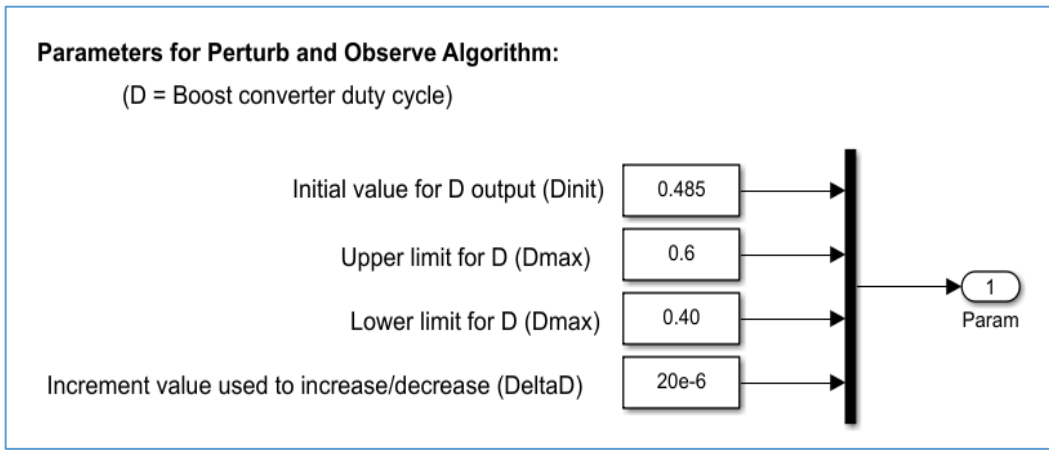 Parameters for Perturb and Observe Algorithm:
(D = Boost converter duty cycle)
Initial value for D output (Dinit) 0.485
Upper limit for D (Dmax) 0.6
Lower limit for D (Dmax) 0.40
Increment value used to increase/decrease (DeltaD) 20e-6
1
Param